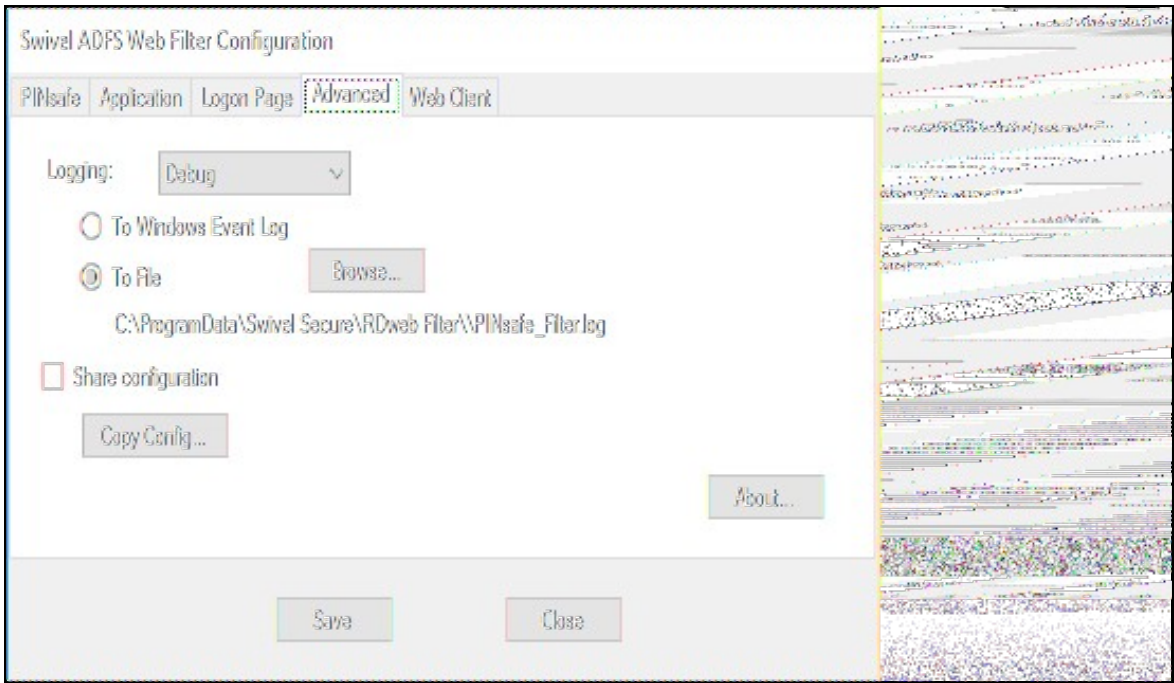 Swivel ADFS Web Filter Configuration
PINsafe Application Logon Page Advanced Web Client
Logging: Debug
To Windows Event Log
To File Browse...
C:\ProgramData\Swivel Secure\RDweb Filter\\PINsafe_Filter.log
Share configuration
Copy Config...
About...
Save Close